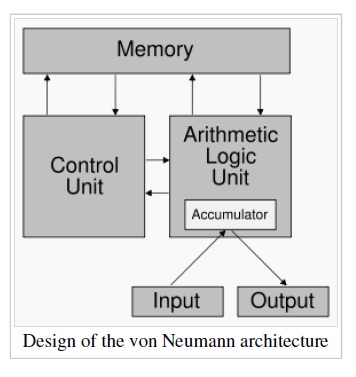 Memory
Control
Unit
Arithmetic
Logic
Unit
Accumulator
Input
Output
Design of the von Neumann architecture